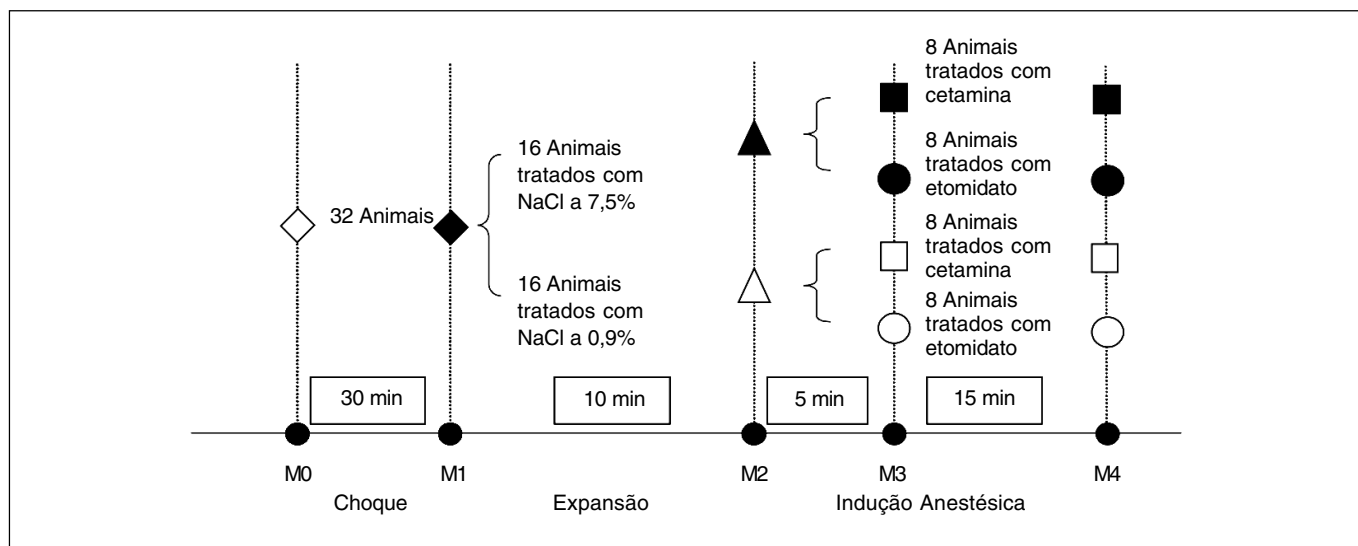 32 Animais
16 Animais
tratados com
NaCl a 7,5%
16 Animais
tratados com
NaCl a 0,9%
8 Animais
tratados com
cetamina
8 Animais
tratados com
etomidato
8 Animais
tratados com
cetamina
8 Animais
tratados com
etomidato
30 min
10 min
5 min
15 min
M0
M1
M2
M3
M4
Choque
Expansão
Indução Anestésica